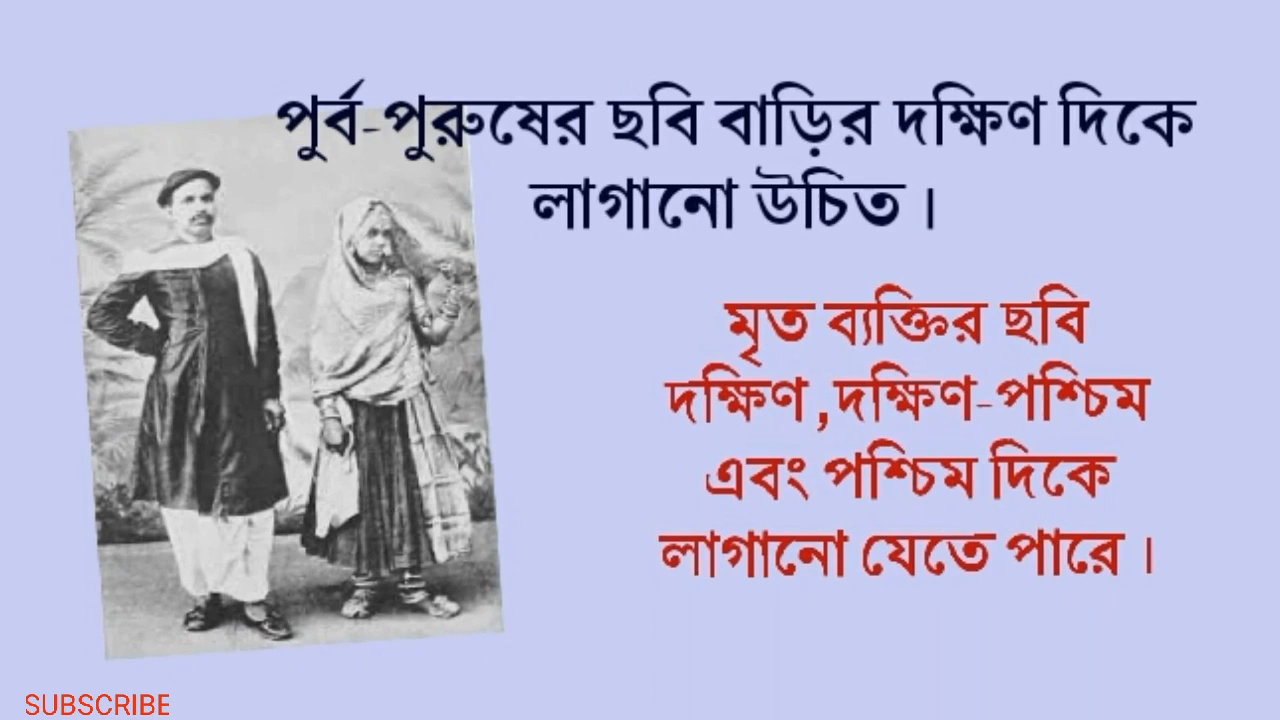 পুর্ব-পুরুষের ছবি বাড়ির দক্ষিণ দিকে
লাগানো উচিত।
মৃত ব্যক্তির ছবি
দক্ষিণ,দক্ষিণ-পশ্চিম
এবং পশ্চিম দিকে
লাগানো যেতে পারে।
SUBSCRIBE